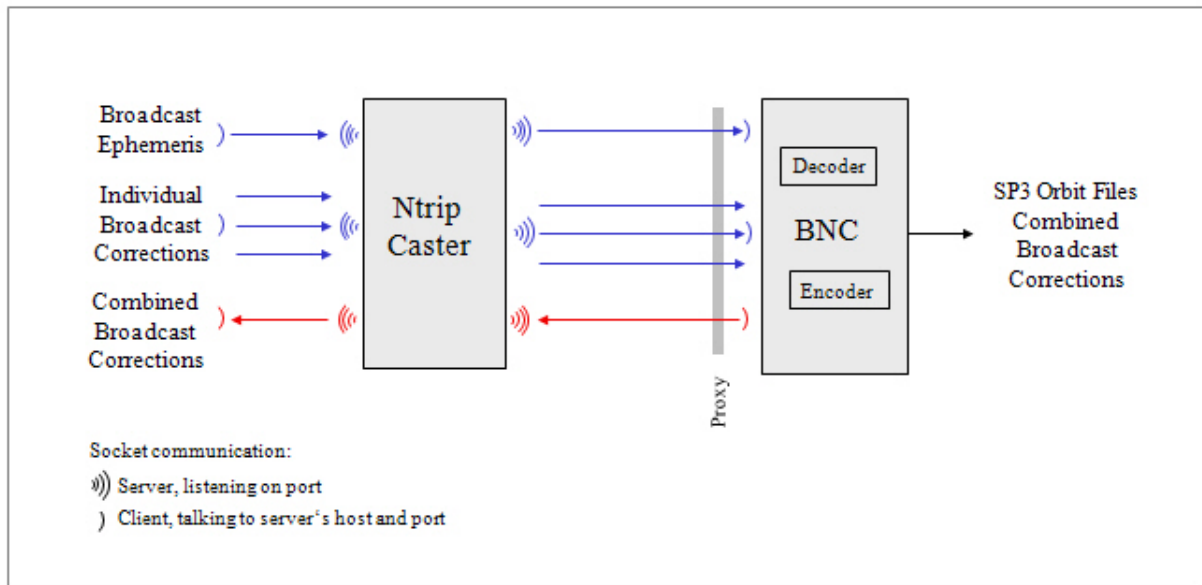 Broadcast
Ephemeris
Individual
Broadcast
Corrections
Combined
Broadcast
Corrections
Ntrip
Caster
Proxy
Decoder
BNC
Encoder
SP3 Orbit Files
Combined
Broadcast
Corrections
Socket communication:
Server, listening on port
Client, talking to server‘s host and port